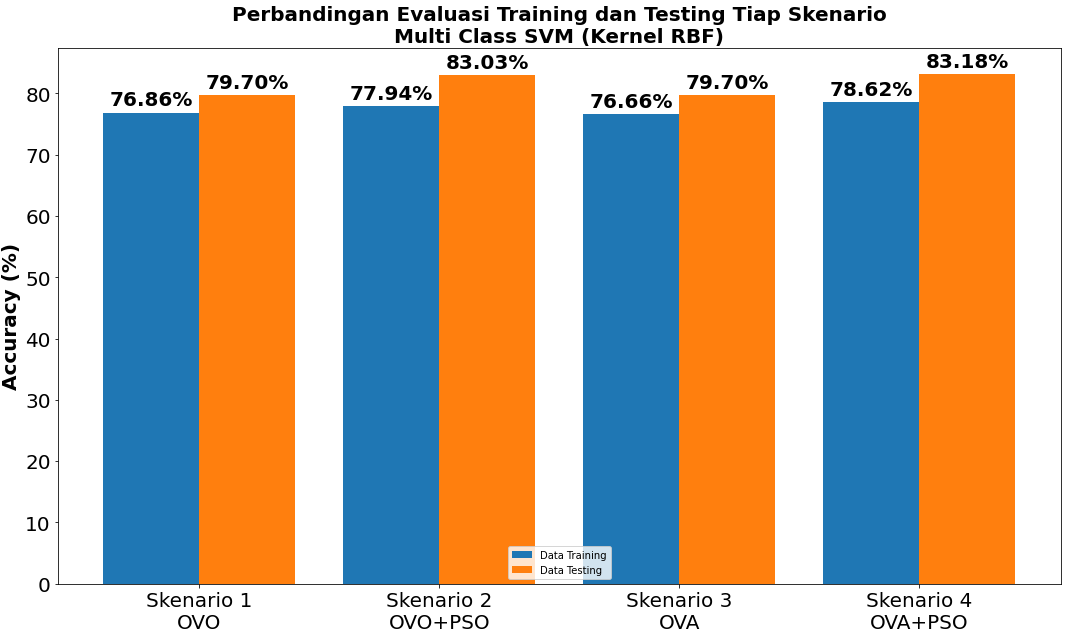 Perbandingan Evaluasi Training dan Testing Tiap Skenario
Multi Class SVM (Kernel RBF)
Accuracy (%)
80
70
60
50
40
30
20
10
0
76.86%
79.70%
77.94%
83.03%
76.66%
79.70%
78.62%
83.18%
Data Training
Data Testing
Skenario 1
OVO
Skenario 2
OVO+PSO
Skenario 3
OVA
Skenario 4
OVA+PSO